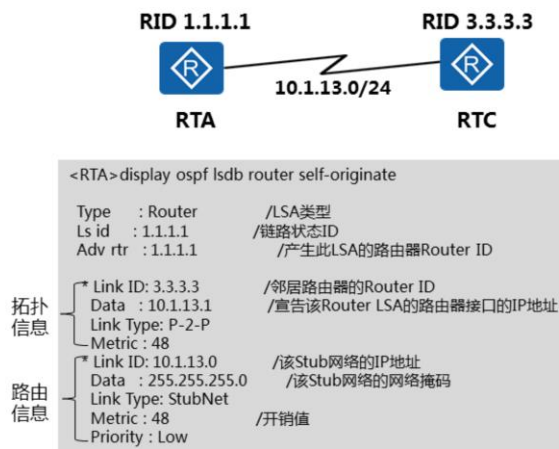 RID 1.1.1.1
RID 3.3.3.3
R
R
10.1.13.0/24
RTA
RTC
<RTA>display ospf lsdb router self-originate
Type : Router /LSA类型
Ls id : 1.1.1.1 /链路状态ID
Adv rtr : 1.1.1.1 /产生此LSA的路由器Router ID
拓扑信息
* Link ID: 3.3.3.3 /邻居路由器的Router ID
Data : 10.1.13.1 /宣告该Router LSA的路由器接口的IP地址
Link Type: P-2-P
Metric : 48
路由信息
* Link ID: 10.1.13.0 /该Stub网络的IP地址
Data : 255.255.255.0 /该Stub网络的网络掩码
Link Type: StubNet
Metric : 48 /开销值
Priority : Low